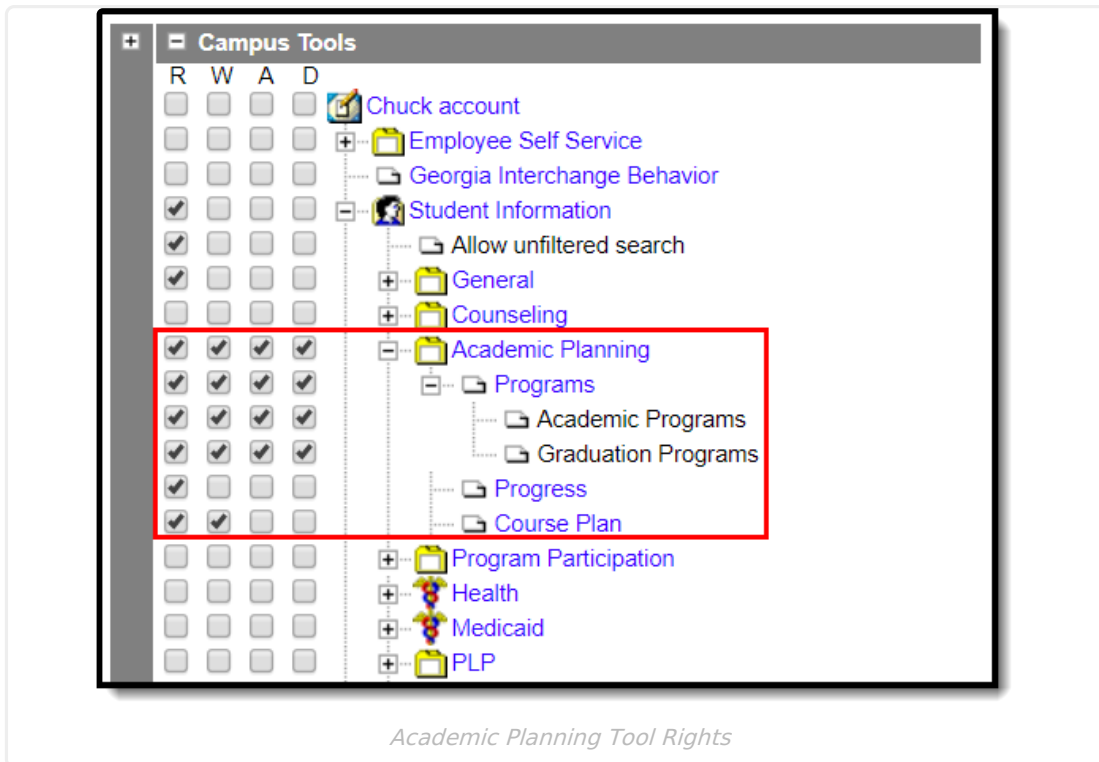 Campus Tools
R W A D
Chuck account
Employee Self Service
Georgia Interchange Behavior
Student Information
Allow unfiltered search
General
Counseling
Academic Planning
Programs
Academic Programs
Graduation Programs
Progress
Course Plan
Program Participation
Health
Medicaid
PLP
Academic Planning Tool Rights